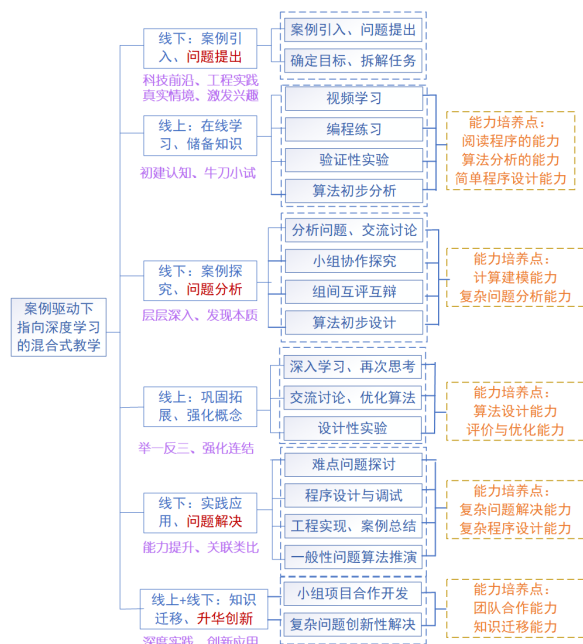 案例驱动下
指向深度学习
的混合式教学
线下：案例引
入、问题提出
科技前沿、工程实践
真实情境、激发兴趣
案例引入、问题提出
确定目标、拆解任务
线上：在线学
习、储备知识
初建认知、牛刀小试
视频学习
编程练习
验证性实验
算法初步分析
能力培养点：
阅读程序的能力
算法分析的能力
简单程序设计能力
线下：案例探
究、问题分析
层层深入、发现本质
分析问题、交流讨论
小组协作探究
组间互评互辩
算法初步设计
能力培养点：
计算建模能力
复杂问题分析能力
线上：巩固拓
展、强化概念
举一反三、强化连结
深入学习、再次思考
交流讨论、优化算法
设计性实验
能力培养点：
算法设计能力
评价与优化能力
线下：实践应
用、问题解决
能力提升、关联类比
难点问题探讨
程序设计与调试
工程实现、案例总结
一般性问题算法推演
能力培养点：
复杂问题解决能力
复杂程序设计能力
线上+线下：知识
迁移、升华创新
深度实践、创新应用
小组项目合作开发
复杂问题创新性解决
能力培养点：
团队合作能力
知识迁移能力